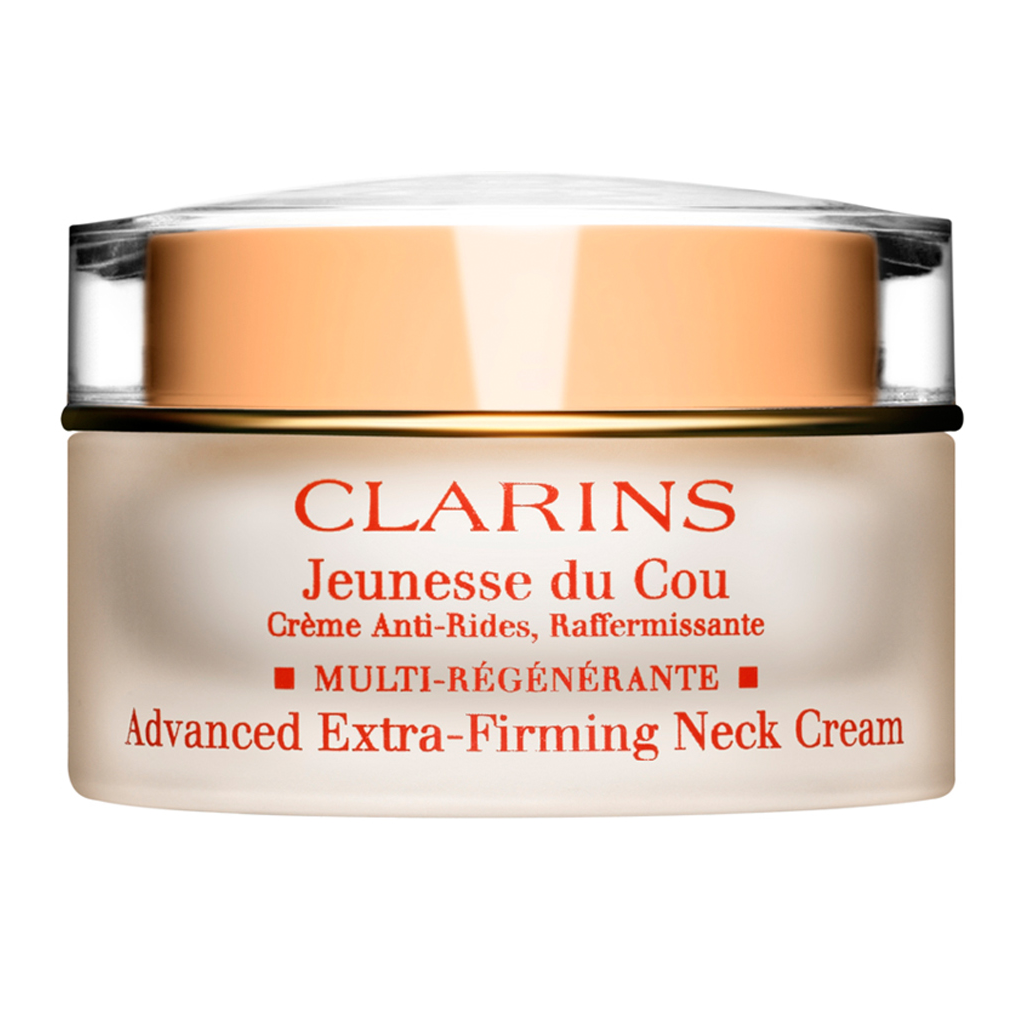 CLARINS
Jeunesse du Cou
Crème Anti-Rides, Raffermissante
■ MULTI-RÉGÉNÉRANTE ■
Advanced Extra-Firming Neck Cream